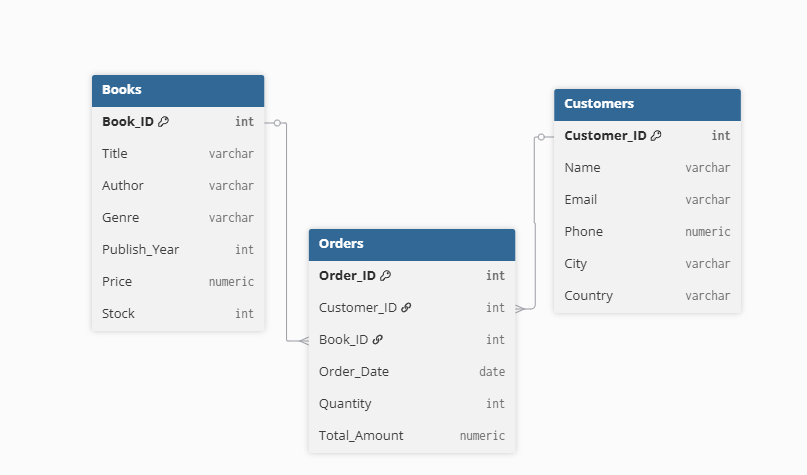 Books
Book_ID int
Title varchar
Author varchar
Genre varchar
Publish_Year int
Price numeric
Stock int
Orders
Order_ID int
Customer_ID int
Book_ID int
Order_Date date
Quantity int
Total_Amount numeric
Customers
Customer_ID int
Name varchar
Email varchar
Phone numeric
City varchar
Country varchar